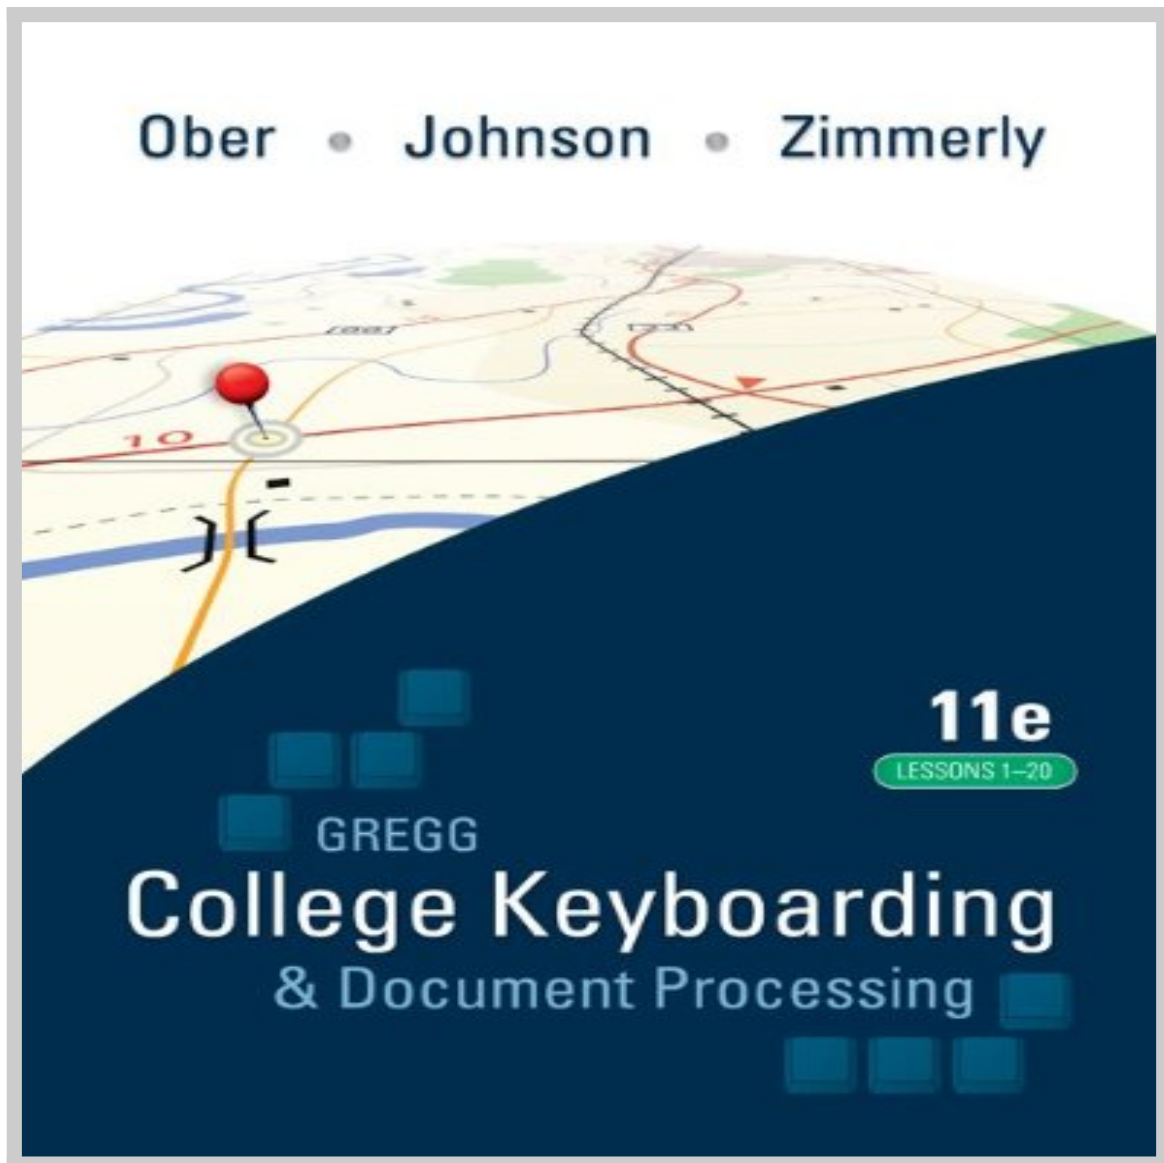 Ober • Johnson • Zimmerly
10
11e
LESSONS 1–20
GREGG
College Keyboarding
& Document Processing